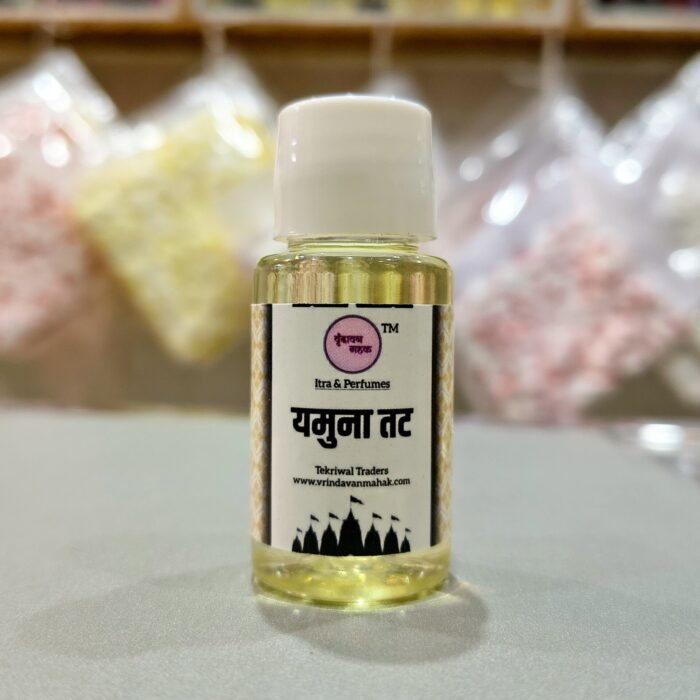 वृंदावन
महक
TM
Itra & Perfumes
यमुना तट
Tekriwal Traders
www.vrindavanmahak.com